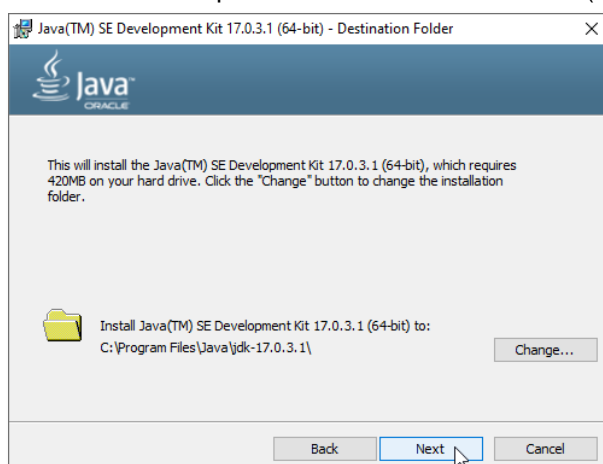 Java(TM) SE Development Kit 17.0.3.1 (64-bit) - Destination Folder
Java™
ORACLE
This will install the Java(TM) SE Development Kit 17.0.3.1 (64-bit), which requires
420MB on your hard drive. Click the "Change" button to change the installation
folder.
Install Java(TM) SE Development Kit 17.0.3.1 (64-bit) to:
C:\Program Files\Java\jdk-17.0.3.1\
Change...
Back
Next
Cancel